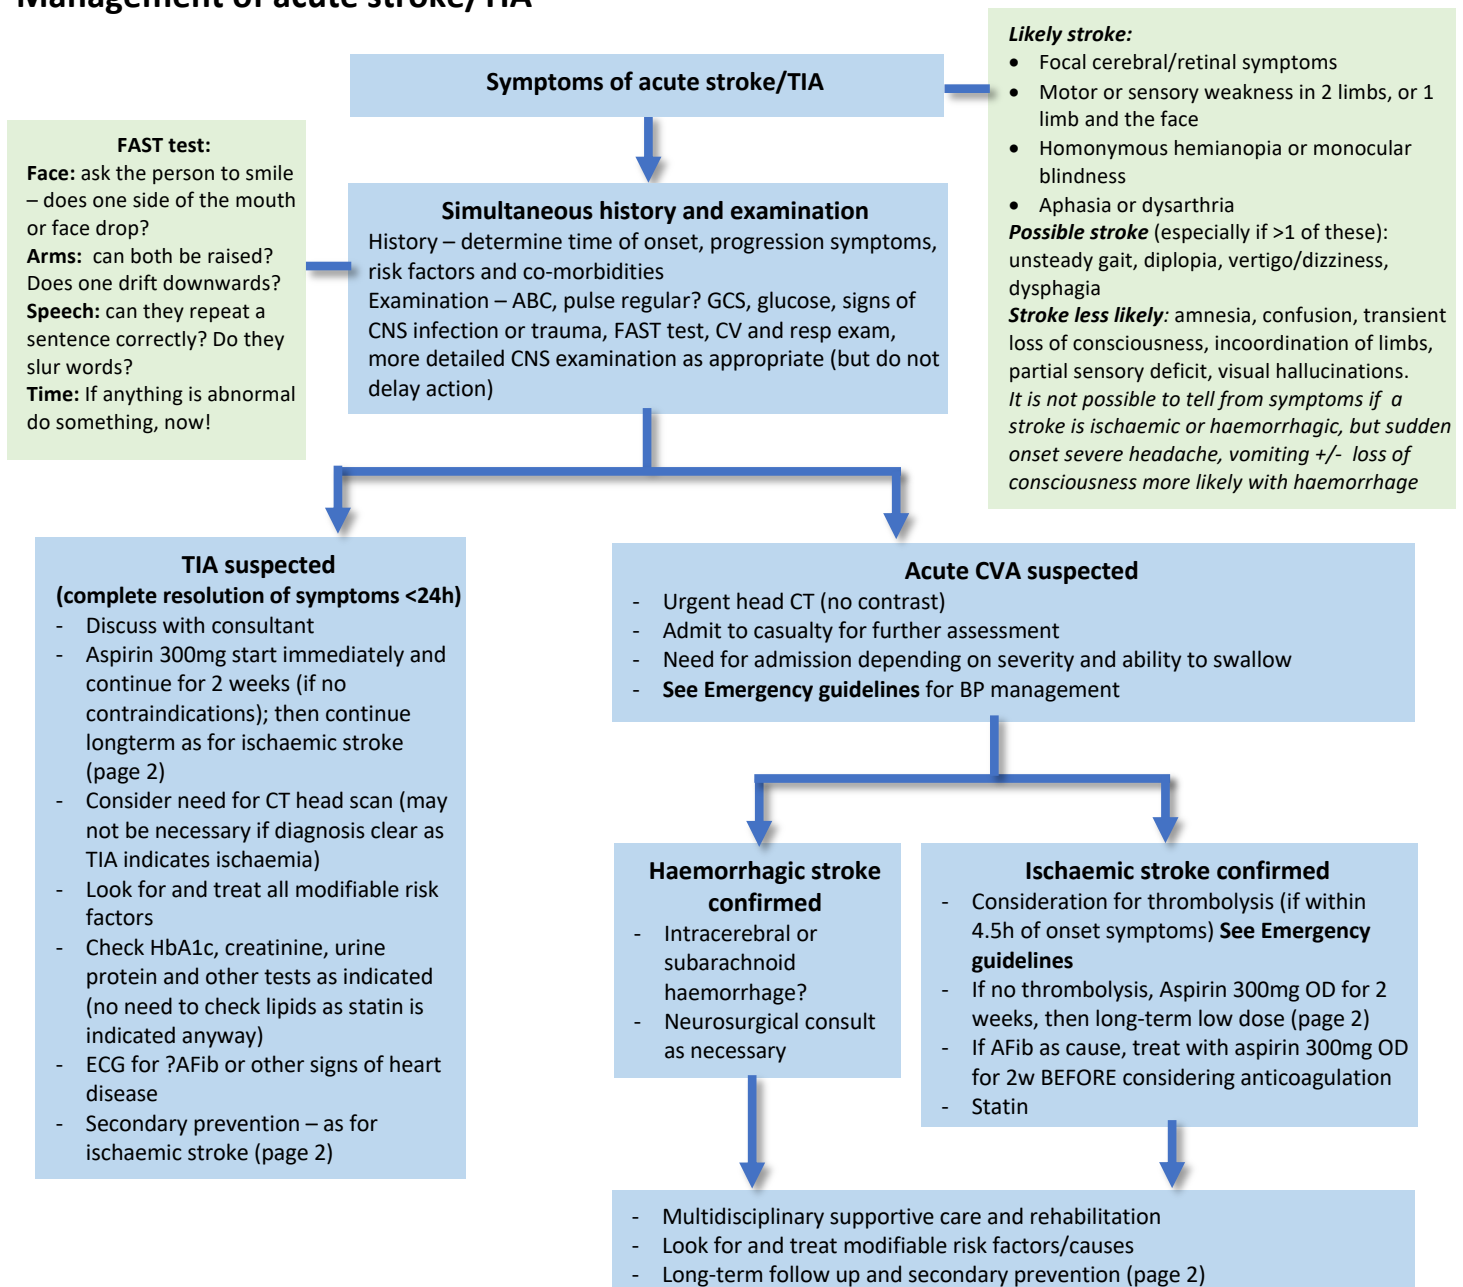 Management of acute stroke/TIA
Symptoms of acute stroke/TIA
Likely stroke:
• Focal cerebral/retinal symptoms
• Motor or sensory weakness in 2 limbs, or 1
limb and the face
• Homonymous hemianopia or monocular
blindness
• Aphasia or dysarthria
Possible stroke (especially if >1 of these):
unsteady gait, diplopia, vertigo/dizziness,
dysphagia
Stroke less likely: amnesia, confusion, transient
loss of consciousness, incoordination of limbs,
partial sensory deficit, visual hallucinations.
It is not possible to tell from symptoms if a
stroke is ischaemic or haemorrhagic, but sudden
onset severe headache, vomiting +/- loss of
consciousness more likely with haemorrhage
FAST test:
Face: ask the person to smile
– does one side of the mouth
or face drop?
Arms: can both be raised?
Does one drift downwards?
Speech: can they repeat a
sentence correctly? Do they
slur words?
Time: If anything is abnormal
do something, now!
Simultaneous history and examination
History – determine time of onset, progression symptoms,
risk factors and co-morbidities
Examination – ABC, pulse regular? GCS, glucose, signs of
CNS infection or trauma, FAST test, CV and resp exam,
more detailed CNS examination as appropriate (but do not
delay action)
TIA suspected
(complete resolution of symptoms <24h)
- Discuss with consultant
- Aspirin 300mg start immediately and
continue for 2 weeks (if no
contraindications); then continue
longterm as for ischaemic stroke
(page 2)
- Consider need for CT head scan (may
not be necessary if diagnosis clear as
TIA indicates ischaemia)
- Look for and treat all modifiable risk
factors
- Check HbA1c, creatinine, urine
protein and other tests as indicated
(no need to check lipids as statin is
indicated anyway)
- ECG for ?AFib or other signs of heart
disease
- Secondary prevention – as for
ischaemic stroke (page 2)
Acute CVA suspected
- Urgent head CT (no contrast)
- Admit to casualty for further assessment
- Need for admission depending on severity and ability to swallow
- See Emergency guidelines for BP management
Haemorrhagic stroke
confirmed
- Intracerebral or
subarachnoid
haemorrhage?
- Neurosurgical consult
as necessary
Ischaemic stroke confirmed
- Consideration for thrombolysis (if within
4.5h of onset symptoms) See Emergency
guidelines
- If no thrombolysis, Aspirin 300mg OD for 2
weeks, then long-term low dose (page 2)
- If AFib as cause, treat with aspirin 300mg OD
for 2w BEFORE considering anticoagulation
- Statin
- Multidisciplinary supportive care and rehabilitation
- Look for and treat modifiable risk factors/causes
- Long-term follow up and secondary prevention (page 2)